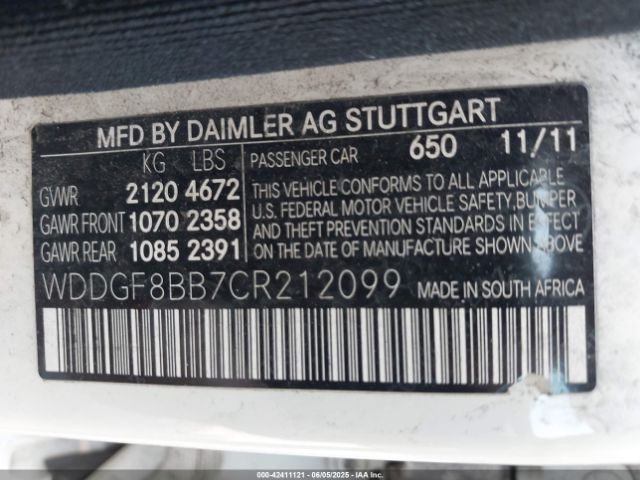 MFD BY DAIMLER AG STUTTGART
KG LBS PASSENGER CAR 650 11/11
GVWR 2120 4672
GAWR FRONT 1070 2358
GAWR REAR 1085 2391
THIS VEHICLE CONFORMS TO ALL APPLICABLE
U.S. FEDERAL MOTOR VEHICLE SAFETY, BUMPER
AND THEFT PREVENTION STANDARDS IN EFFECT
ON THE DATE OF MANUFACTURE SHOWN ABOVE
WDDGF8BB7CR212099 MADE IN SOUTH AFRICA
000-42411121 - 06/05/2025 - IAAI.COM